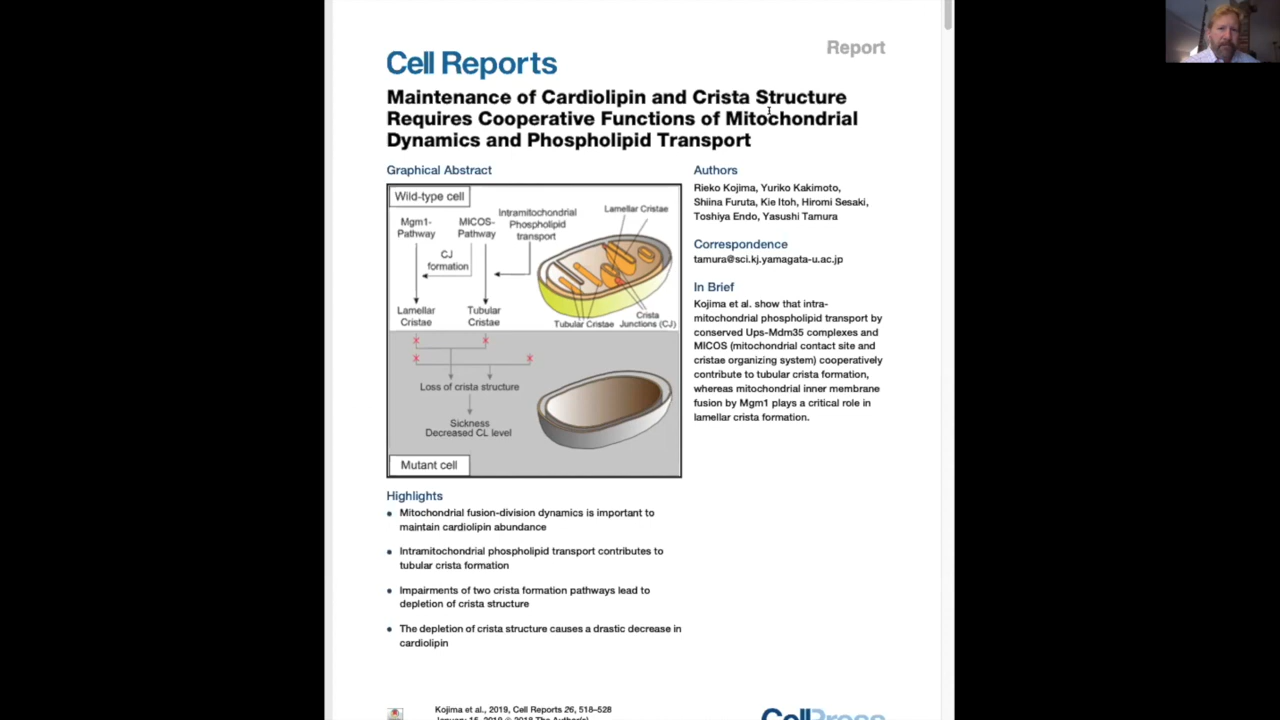 Report
Cell Reports
Maintenance of Cardiolipin and Crista Structure
Requires Cooperative Functions of Mitochondrial
Dynamics and Phospholipid Transport
Graphical Abstract
Wild-type cell
Mgm1-
Pathway
MICOS-
Pathway
Intramitochondrial
Phospholipid
transport
Lamellar Cristae
CJ
formation
Lamellar
Cristae
Tubular
Cristae
Tubular Cristae
Crista
Junctions (CJ)
Loss of crista structure
Sickness
Decreased CL level
Mutant cell
Authors
Rieko Kojima, Yuriko Kakimoto,
Shiina Furuta, Kie Itoh, Hiromi Sesaki,
Toshiya Endo, Yasushi Tamura
Correspondence
tamura@sci.kj.yamagata-u.ac.jp
In Brief
Kojima et al. show that intra-
mitochondrial phospholipid transport by
conserved Ups-Mdm35 complexes and
MICOS (mitochondrial contact site and
cristae organizing system) cooperatively
contribute to tubular crista formation,
whereas mitochondrial inner membrane
fusion by Mgm1 plays a critical role in
lamellar crista formation.
Highlights
• Mitochondrial fusion-division dynamics is important to
maintain cardiolipin abundance
• Intramitochondrial phospholipid transport contributes to
tubular crista formation
• Impairments of two crista formation pathways lead to
depletion of crista structure
• The depletion of crista structure causes a drastic decrease in
cardiolipin
Kojima et al., 2019, Cell Reports 26, 518–528
January 15, 2019 © 2018 The Author(s).
CellPress